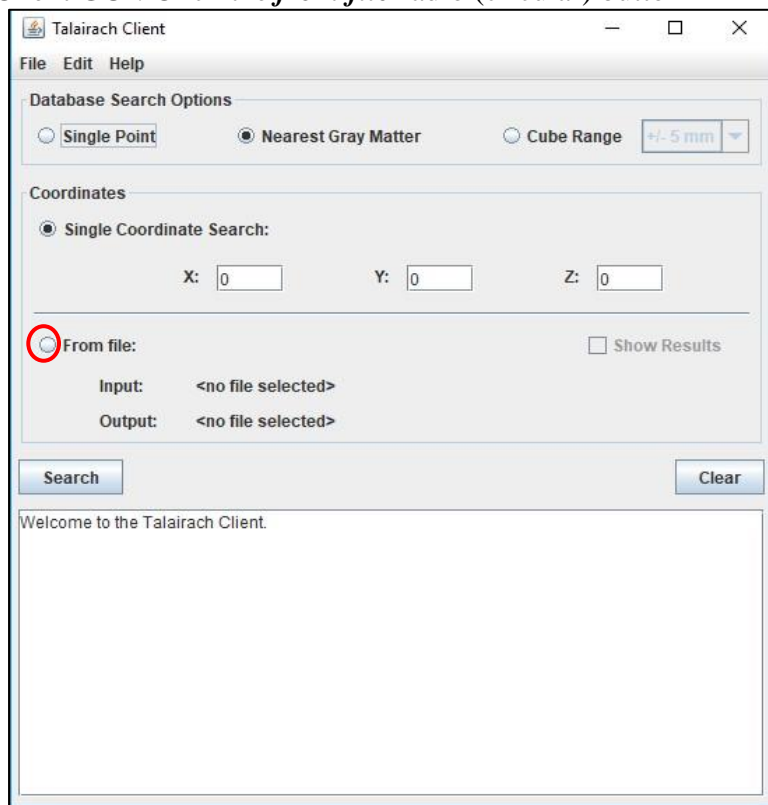 Talairach Client
File Edit Help
Database Search Options
Single Point Nearest Gray Matter Cube Range +/- 5 mm
Coordinates
Single Coordinate Search:
X: 0 Y: 0 Z: 0
From file: Show Results
Input: <no file selected>
Output: <no file selected>
Search Clear
Welcome to the Talairach Client.